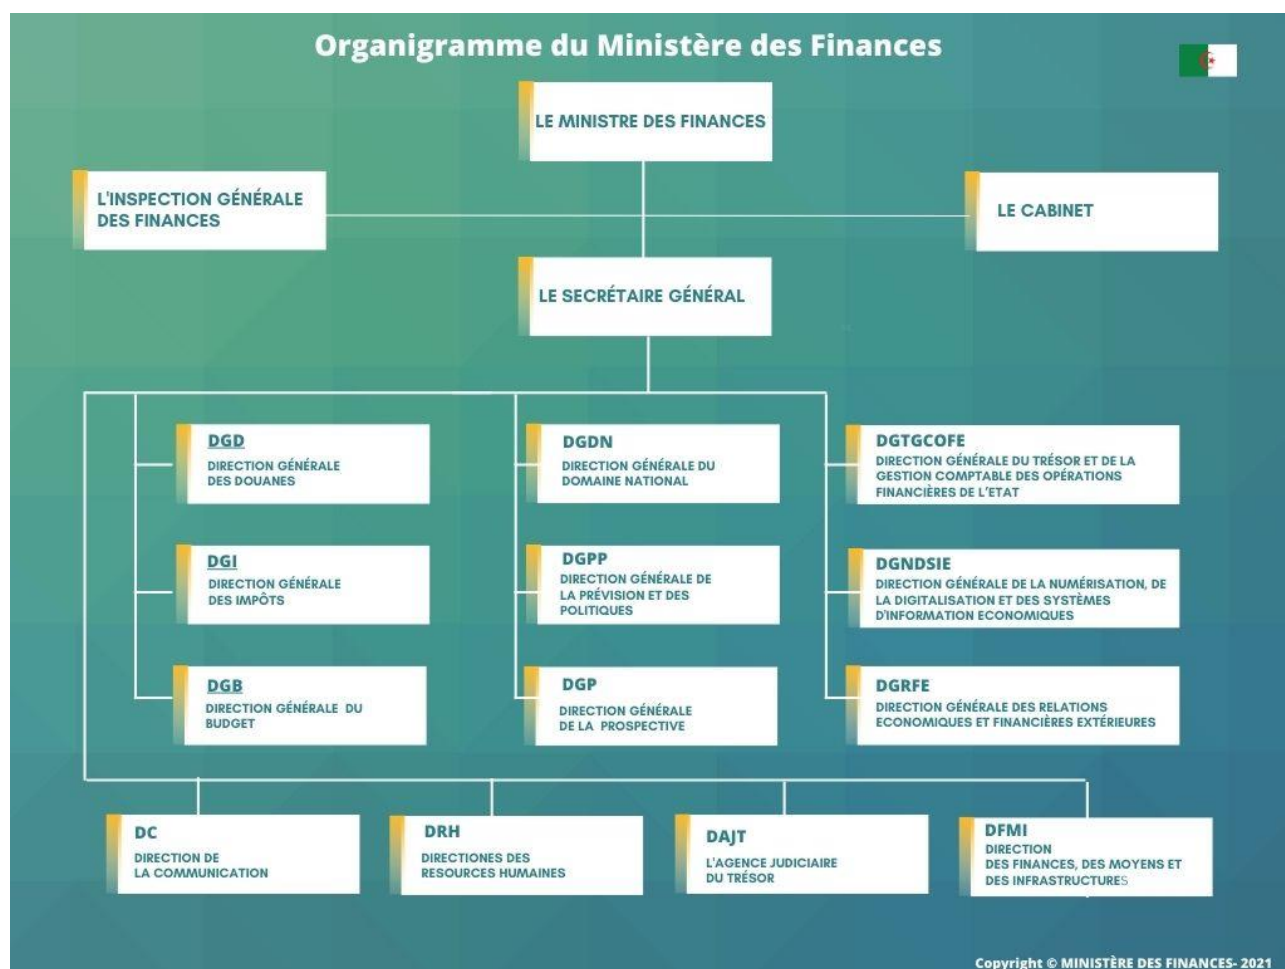 Organigramme du Ministère des Finances
LE MINISTRE DES FINANCES
L'INSPECTION GÉNÉRALE
DES FINANCES
LE CABINET
LE SECRÉTAIRE GÉNÉRAL
DGD
DIRECTION GÉNÉRALE
DES DOUANES
DGDN
DIRECTION GÉNÉRALE DU
DOMAINE NATIONAL
DGTGCOFE
DIRECTION GÉNÉRALE DU TRÉSOR ET DE LA
GESTION COMPTABLE DES OPÉRATIONS
FINANCIÈRES DE L'ETAT
DGI
DIRECTION GÉNÉRALE
DES IMPÔTS
DGPP
DIRECTION GÉNÉRALE DE
LA PRÉVISION ET DES
POLITIQUES
DGNDSIE
DIRECTION GÉNÉRALE DE LA NUMÉRISATION, DE
LA DIGITALISATION ET DES SYSTÈMES
D'INFORMATION ECONOMIQUES
DGB
DIRECTION GÉNÉRALE DU
BUDGET
DGP
DIRECTION GÉNÉRALE
DE LA PROSPECTIVE
DGRFE
DIRECTION GÉNÉRALE DES RELATIONS
ECONOMIQUES ET FINANCIÈRES EXTÉRIEURES
DC
DIRECTION DE
LA COMMUNICATION
DRH
DIRECTIONES DES
RESOURCES HUMAINES
DAJT
L'AGENCE JUDICIAIRE
DU TRÉSOR
DFMI
DIRECTION
DES FINANCES, DES MOYENS ET
DES INFRASTRUCTURES
Copyright © MINISTÈRE DES FINANCES- 2021